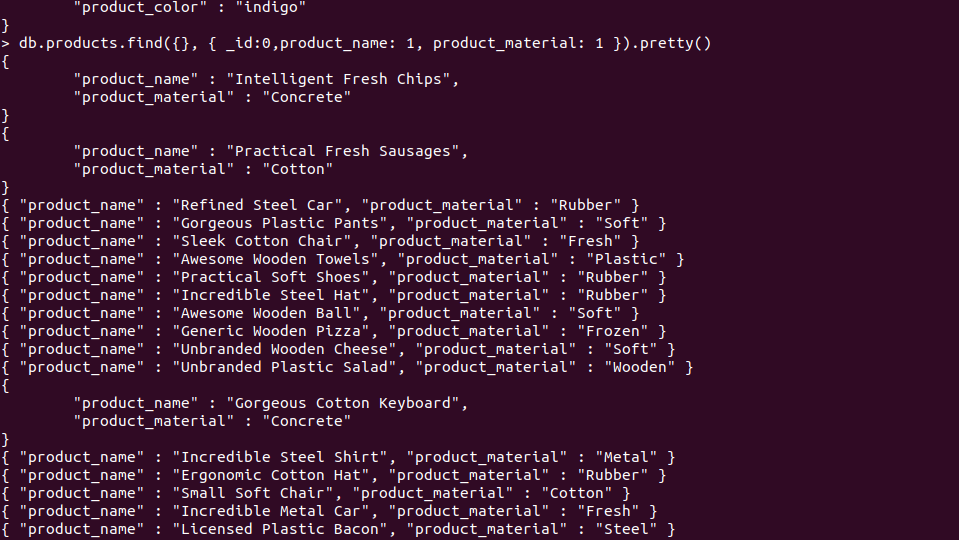 "product_color" : "indigo"
}
> db.products.find({}, { _id:0,product_name: 1, product_material: 1 }).pretty()
{
"product_name" : "Intelligent Fresh Chips",
"product_material" : "Concrete"
}
{
"product_name" : "Practical Fresh Sausages",
"product_material" : "Cotton"
}
{ "product_name" : "Refined Steel Car", "product_material" : "Rubber" }
{ "product_name" : "Gorgeous Plastic Pants", "product_material" : "Soft" }
{ "product_name" : "Sleek Cotton Chair", "product_material" : "Fresh" }
{ "product_name" : "Awesome Wooden Towels", "product_material" : "Plastic" }
{ "product_name" : "Practical Soft Shoes", "product_material" : "Rubber" }
{ "product_name" : "Incredible Steel Hat", "product_material" : "Rubber" }
{ "product_name" : "Awesome Wooden Ball", "product_material" : "Soft" }
{ "product_name" : "Generic Wooden Pizza", "product_material" : "Frozen" }
{ "product_name" : "Unbranded Wooden Cheese", "product_material" : "Soft" }
{ "product_name" : "Unbranded Plastic Salad", "product_material" : "Wooden" }
{
"product_name" : "Gorgeous Cotton Keyboard",
"product_material" : "Concrete"
}
{ "product_name" : "Incredible Steel Shirt", "product_material" : "Metal" }
{ "product_name" : "Ergonomic Cotton Hat", "product_material" : "Rubber" }
{ "product_name" : "Small Soft Chair", "product_material" : "Cotton" }
{ "product_name" : "Incredible Metal Car", "product_material" : "Fresh" }
{ "product_name" : "Licensed Plastic Bacon", "product_material" : "Steel" }